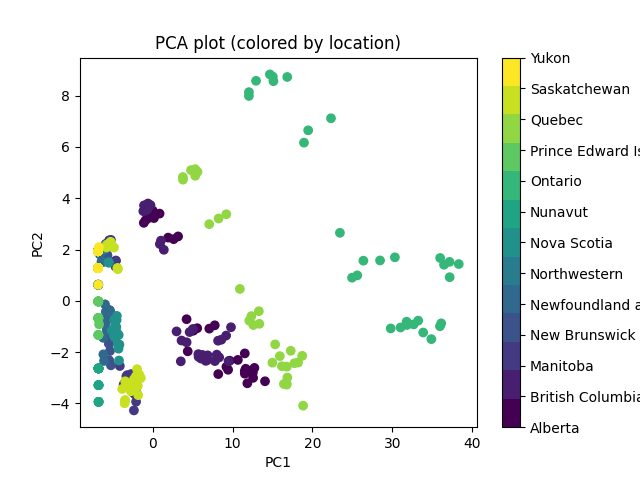 PCA plot (colored by location)
PC2
8
6
4
2
0
−2
−4
0
10
20
30
40
PC1
Yukon
Saskatchewan
Quebec
Prince Edward Is
Ontario
Nunavut
Nova Scotia
Northwestern
Newfoundland a
New Brunswick
Manitoba
British Columbia
Alberta